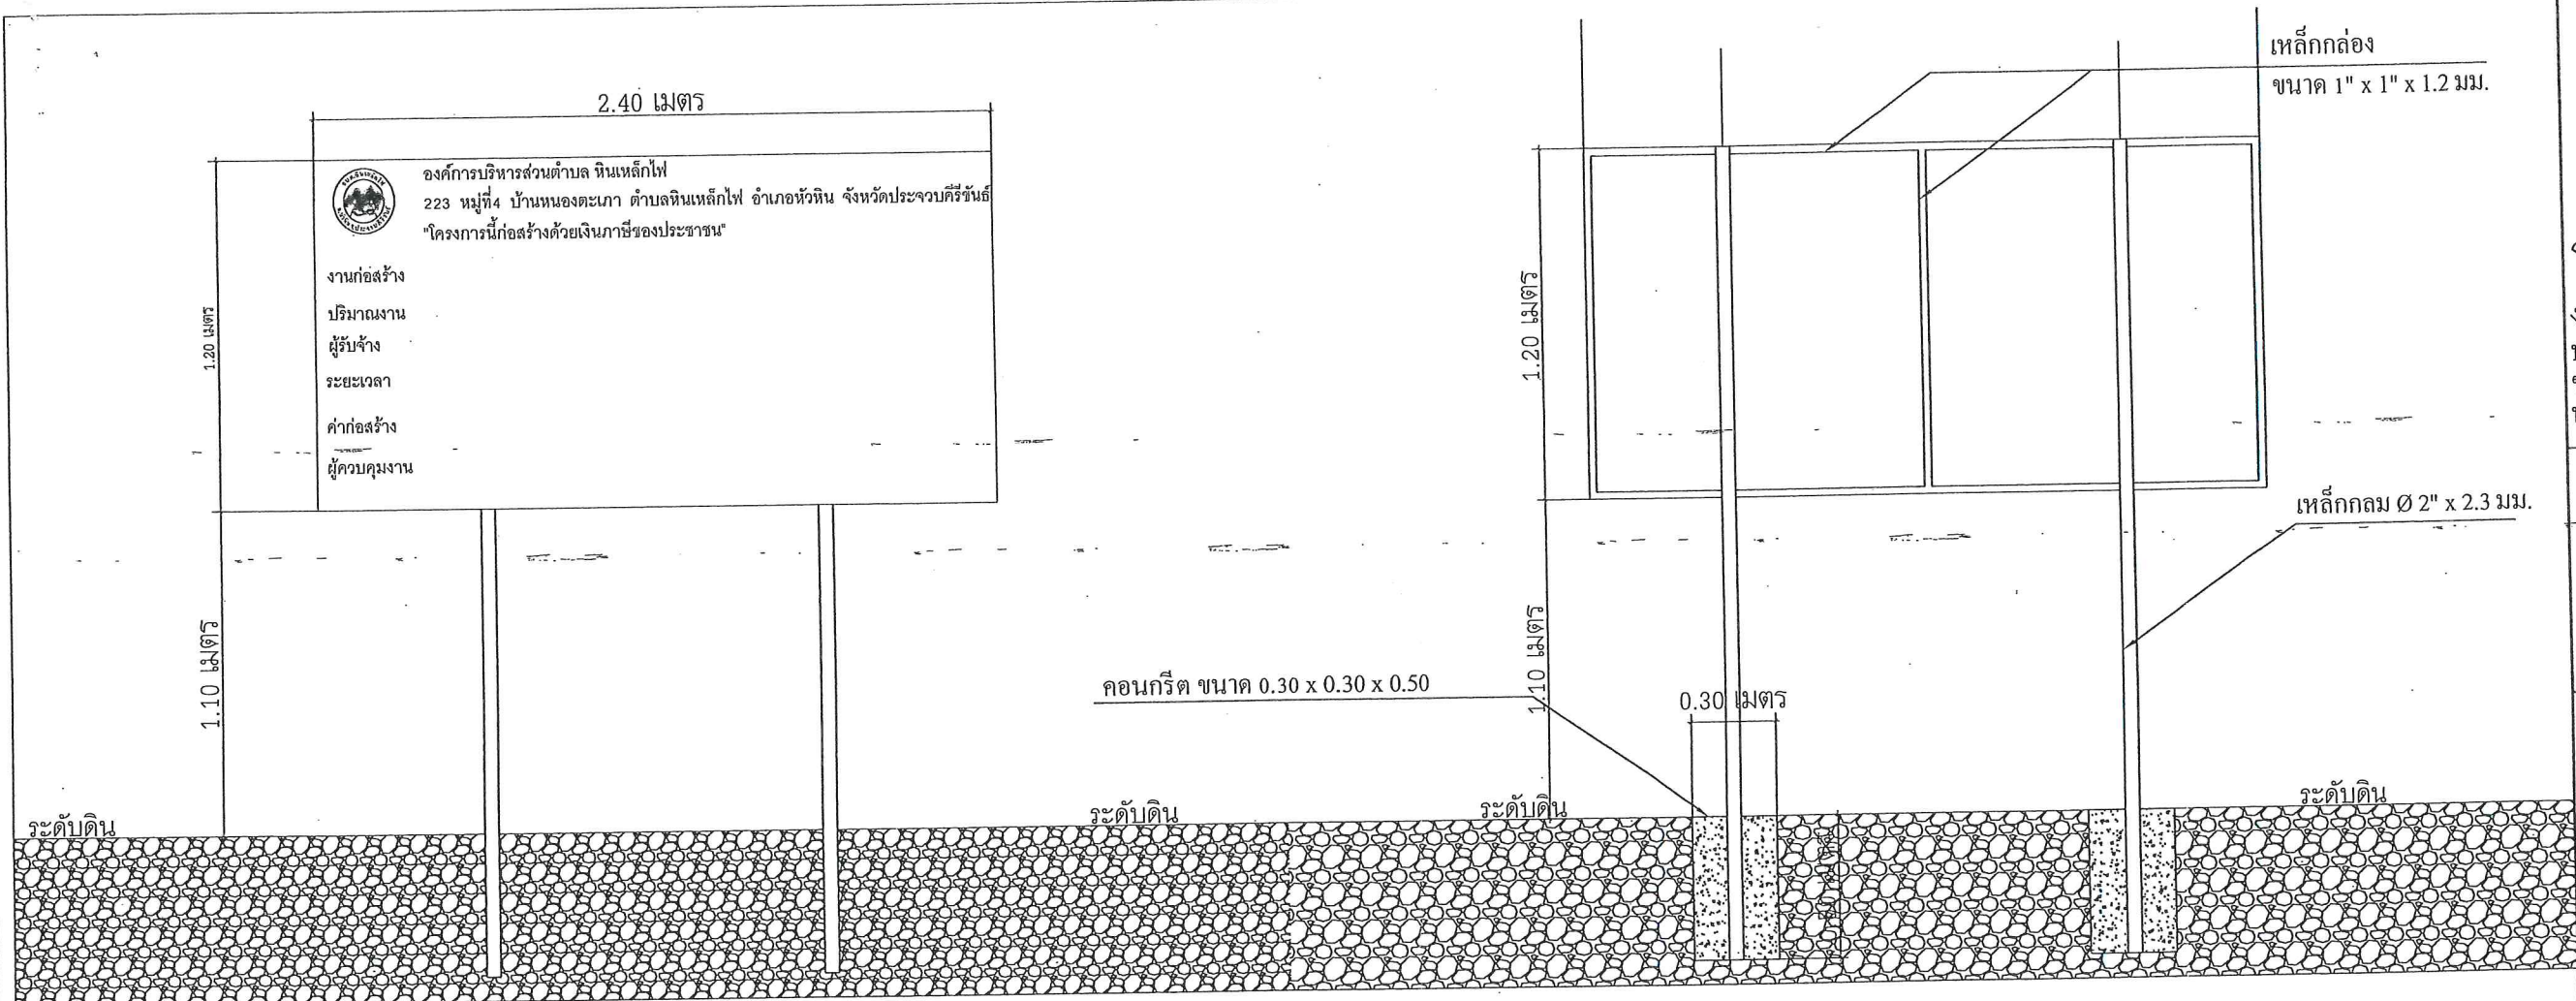 2.40 เมตร
องค์การบริหารส่วนตำบล หินเหล็กไฟ
223 หมู่ที่4 บ้านหนองตะเภา ตำบลหินเหล็กไฟ อำเภอหัวหิน จังหวัดประจวบคีรีขันธ์
"โครงการนี้ก่อสร้างด้วยเงินภาษีของประชาชน"
งานก่อสร้าง
ปริมาณงาน
ผู้รับจ้าง
ระยะเวลา
ค่าก่อสร้าง
ผู้ควบคุมงาน
1.20 เมตร
1.10 เมตร
ระดับดิน
ระดับดิน
เหล็กกล่อง
ขนาด 1" x 1" x 1.2 มม.
1.20 เมตร
เหล็กกลม Ø 2" x 2.3 มม.
1.10 เมตร
คอนกรีต ขนาด 0.30 x 0.30 x 0.50
0.30 เมตร
ระดับดิน
ระดับดิน